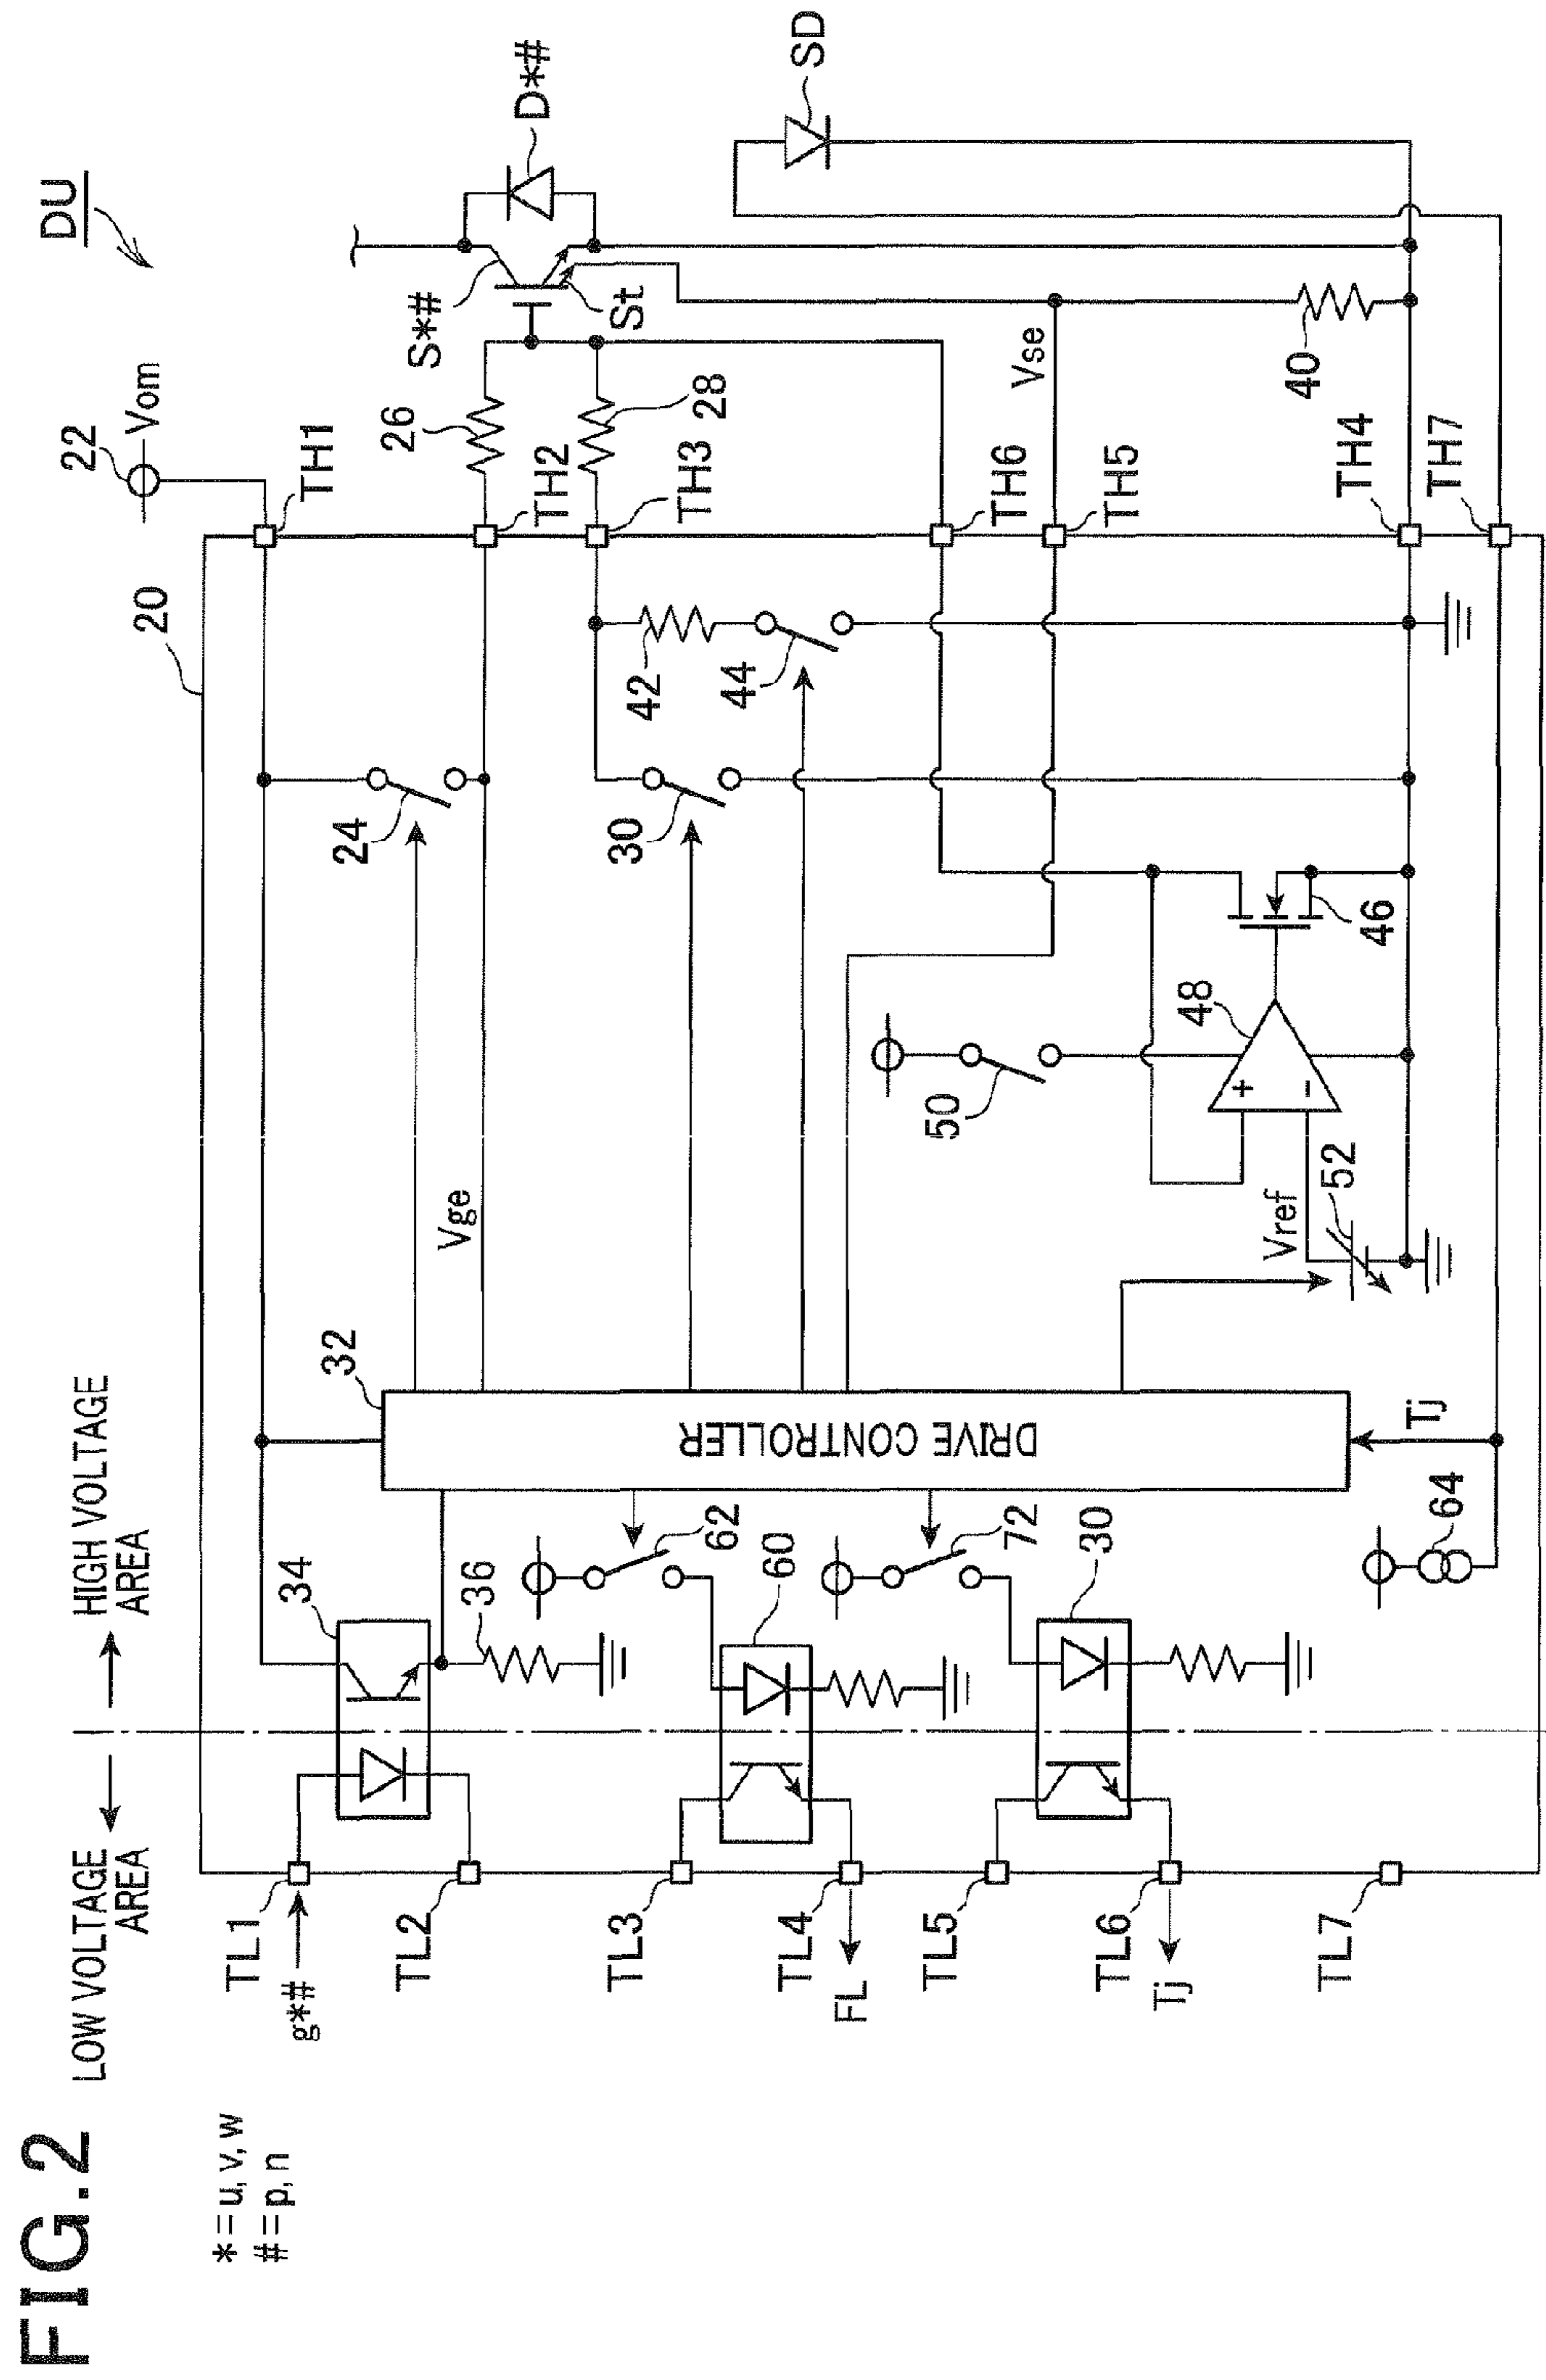 FIG.2
*=u, v, w
#=p, n
LOW VOLTAGE
AREA
HIGH VOLTAGE
AREA
DU
20
22
Vom
TH1
TH2
TH3
TH6
TH5
TH4
TH7
26
28
S*#
St
D*#
SD
Vse
40
24
30
42
44
46
48
50
52
Vref
Vge
32
DRIVE CONTROLLER
Tj
34
36
62
60
72
30
64
TL1
g*#
TL2
TL3
TL4
FL
TL5
TL6
Tj
TL7